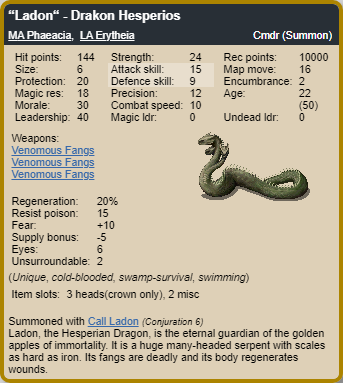 “Ladon“ - Drakon Hesperios
MA Phaeacia, LA Erytheia Cmdr (Summon)
Hit points: 144 Strength: 24 Rec points: 10000
Size: 6 Attack skill: 15 Map move: 16
Protection: 20 Defence skill: 9 Encumbrance: 2
Magic res: 18 Precision: 12 Age: 22
Morale: 30 Combat speed: 10 (50)
Leadership: 40 Magic ldr: 0 Undead ldr: 0
Weapons:
Venomous Fangs
Venomous Fangs
Venomous Fangs
Regeneration: 20%
Resist poison: 15
Fear: +10
Supply bonus: -5
Eyes: 6
Unsurroundable: 2
(Unique, cold-blooded, swamp-survival, swimming)
Item slots: 3 heads(crown only), 2 misc
Summoned with Call Ladon (Conjuration 6)
Ladon, the Hesperian Dragon, is the eternal guardian of the golden
apples of immortality. It is a huge many-headed serpent with scales
as hard as iron. Its fangs are deadly and its body regenerates
wounds.